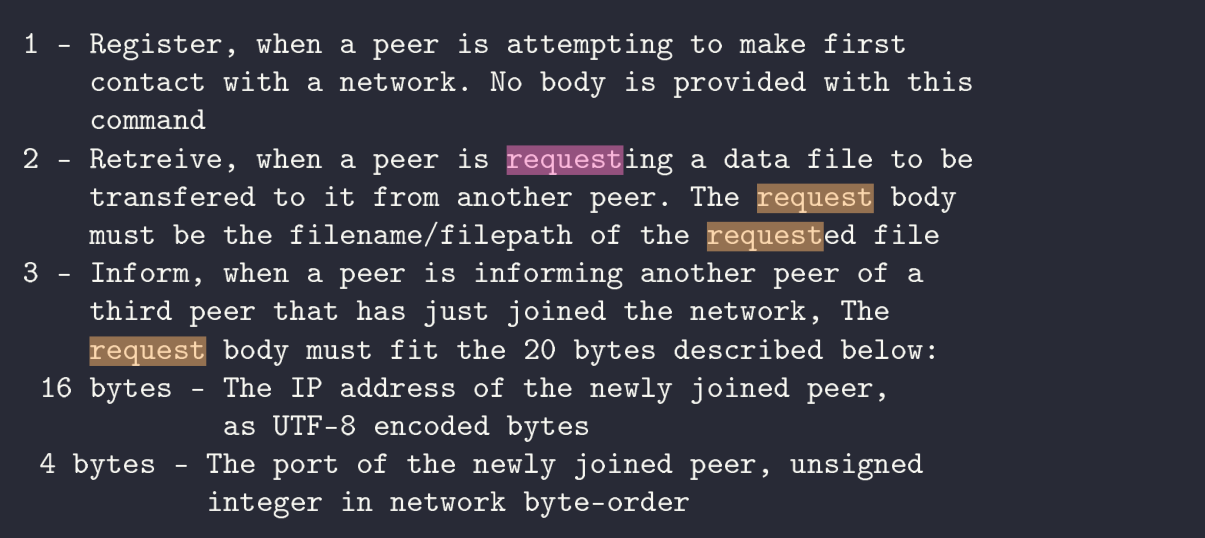 1 - Register, when a peer is attempting to make first
contact with a network. No body is provided with this
command
2 - Retreive, when a peer is requesting a data file to be
transfered to it from another peer. The request body
must be the filename/filepath of the requested file
3 - Inform, when a peer is informing another peer of a
third peer that has just joined the network, The
request body must fit the 20 bytes described below:
16 bytes - The IP address of the newly joined peer,
as UTF-8 encoded bytes
4 bytes - The port of the newly joined peer, unsigned
integer in network byte-order